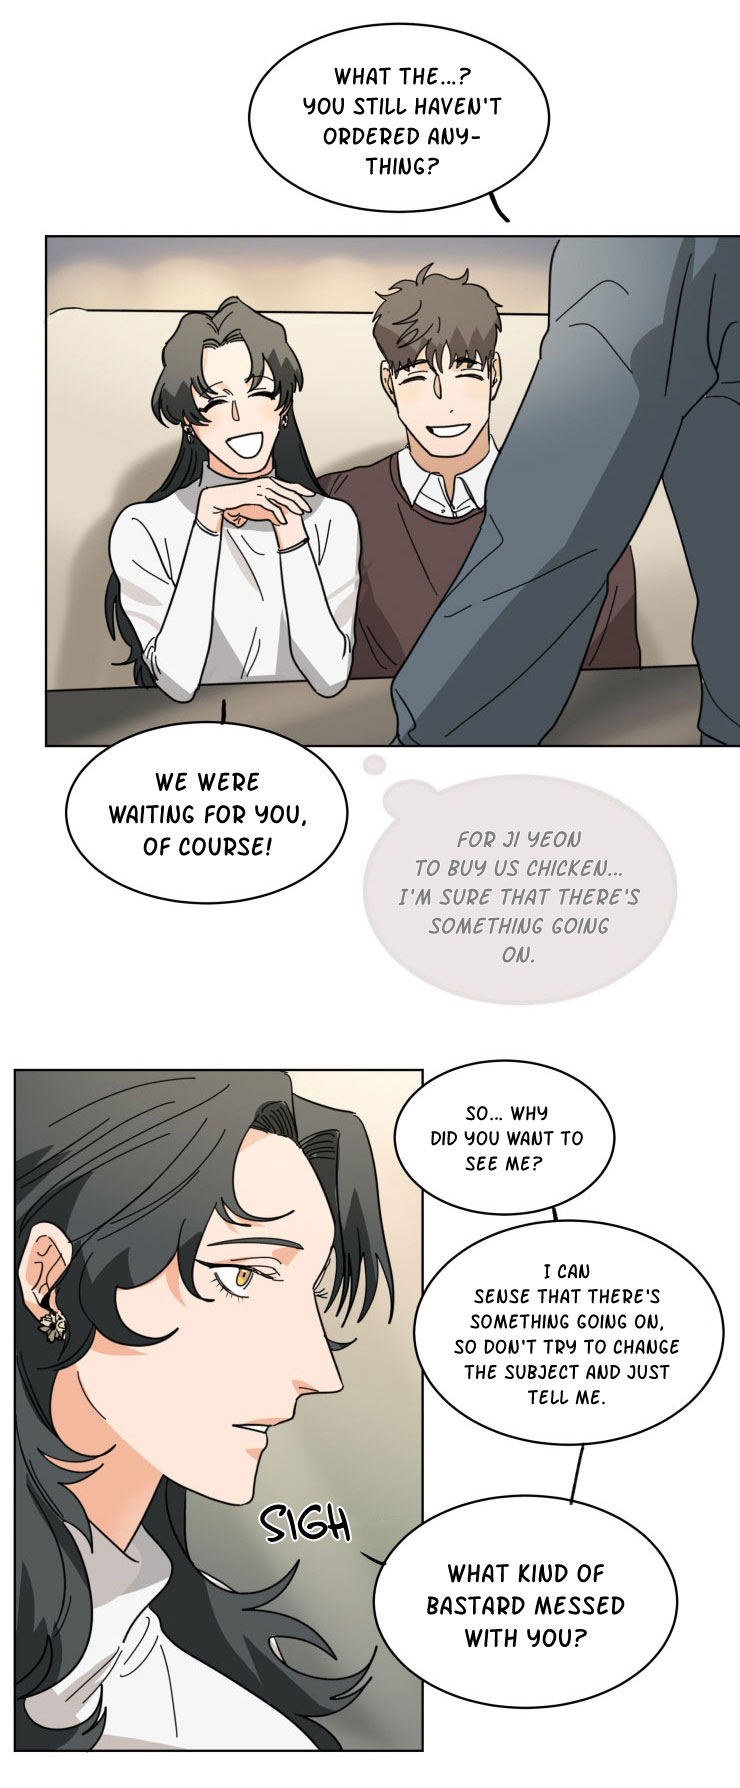 WHAT THE...?
YOU STILL HAVEN'T
ORDERED ANY-
THING?
WE WERE
WAITING FOR YOU,
OF COURSE!
FOR JI YEON
TO BUY US CHICKEN...
I'M SURE THAT THERE'S
SOMETHING GOING
ON.
SO... WHY
DID YOU WANT TO
SEE ME?
I CAN
SENSE THAT THERE'S
SOMETHING GOING ON,
SO DON'T TRY TO CHANGE
THE SUBJECT AND JUST
TELL ME.
SIGH
WHAT KIND OF
BASTARD MESSED
WITH YOU?